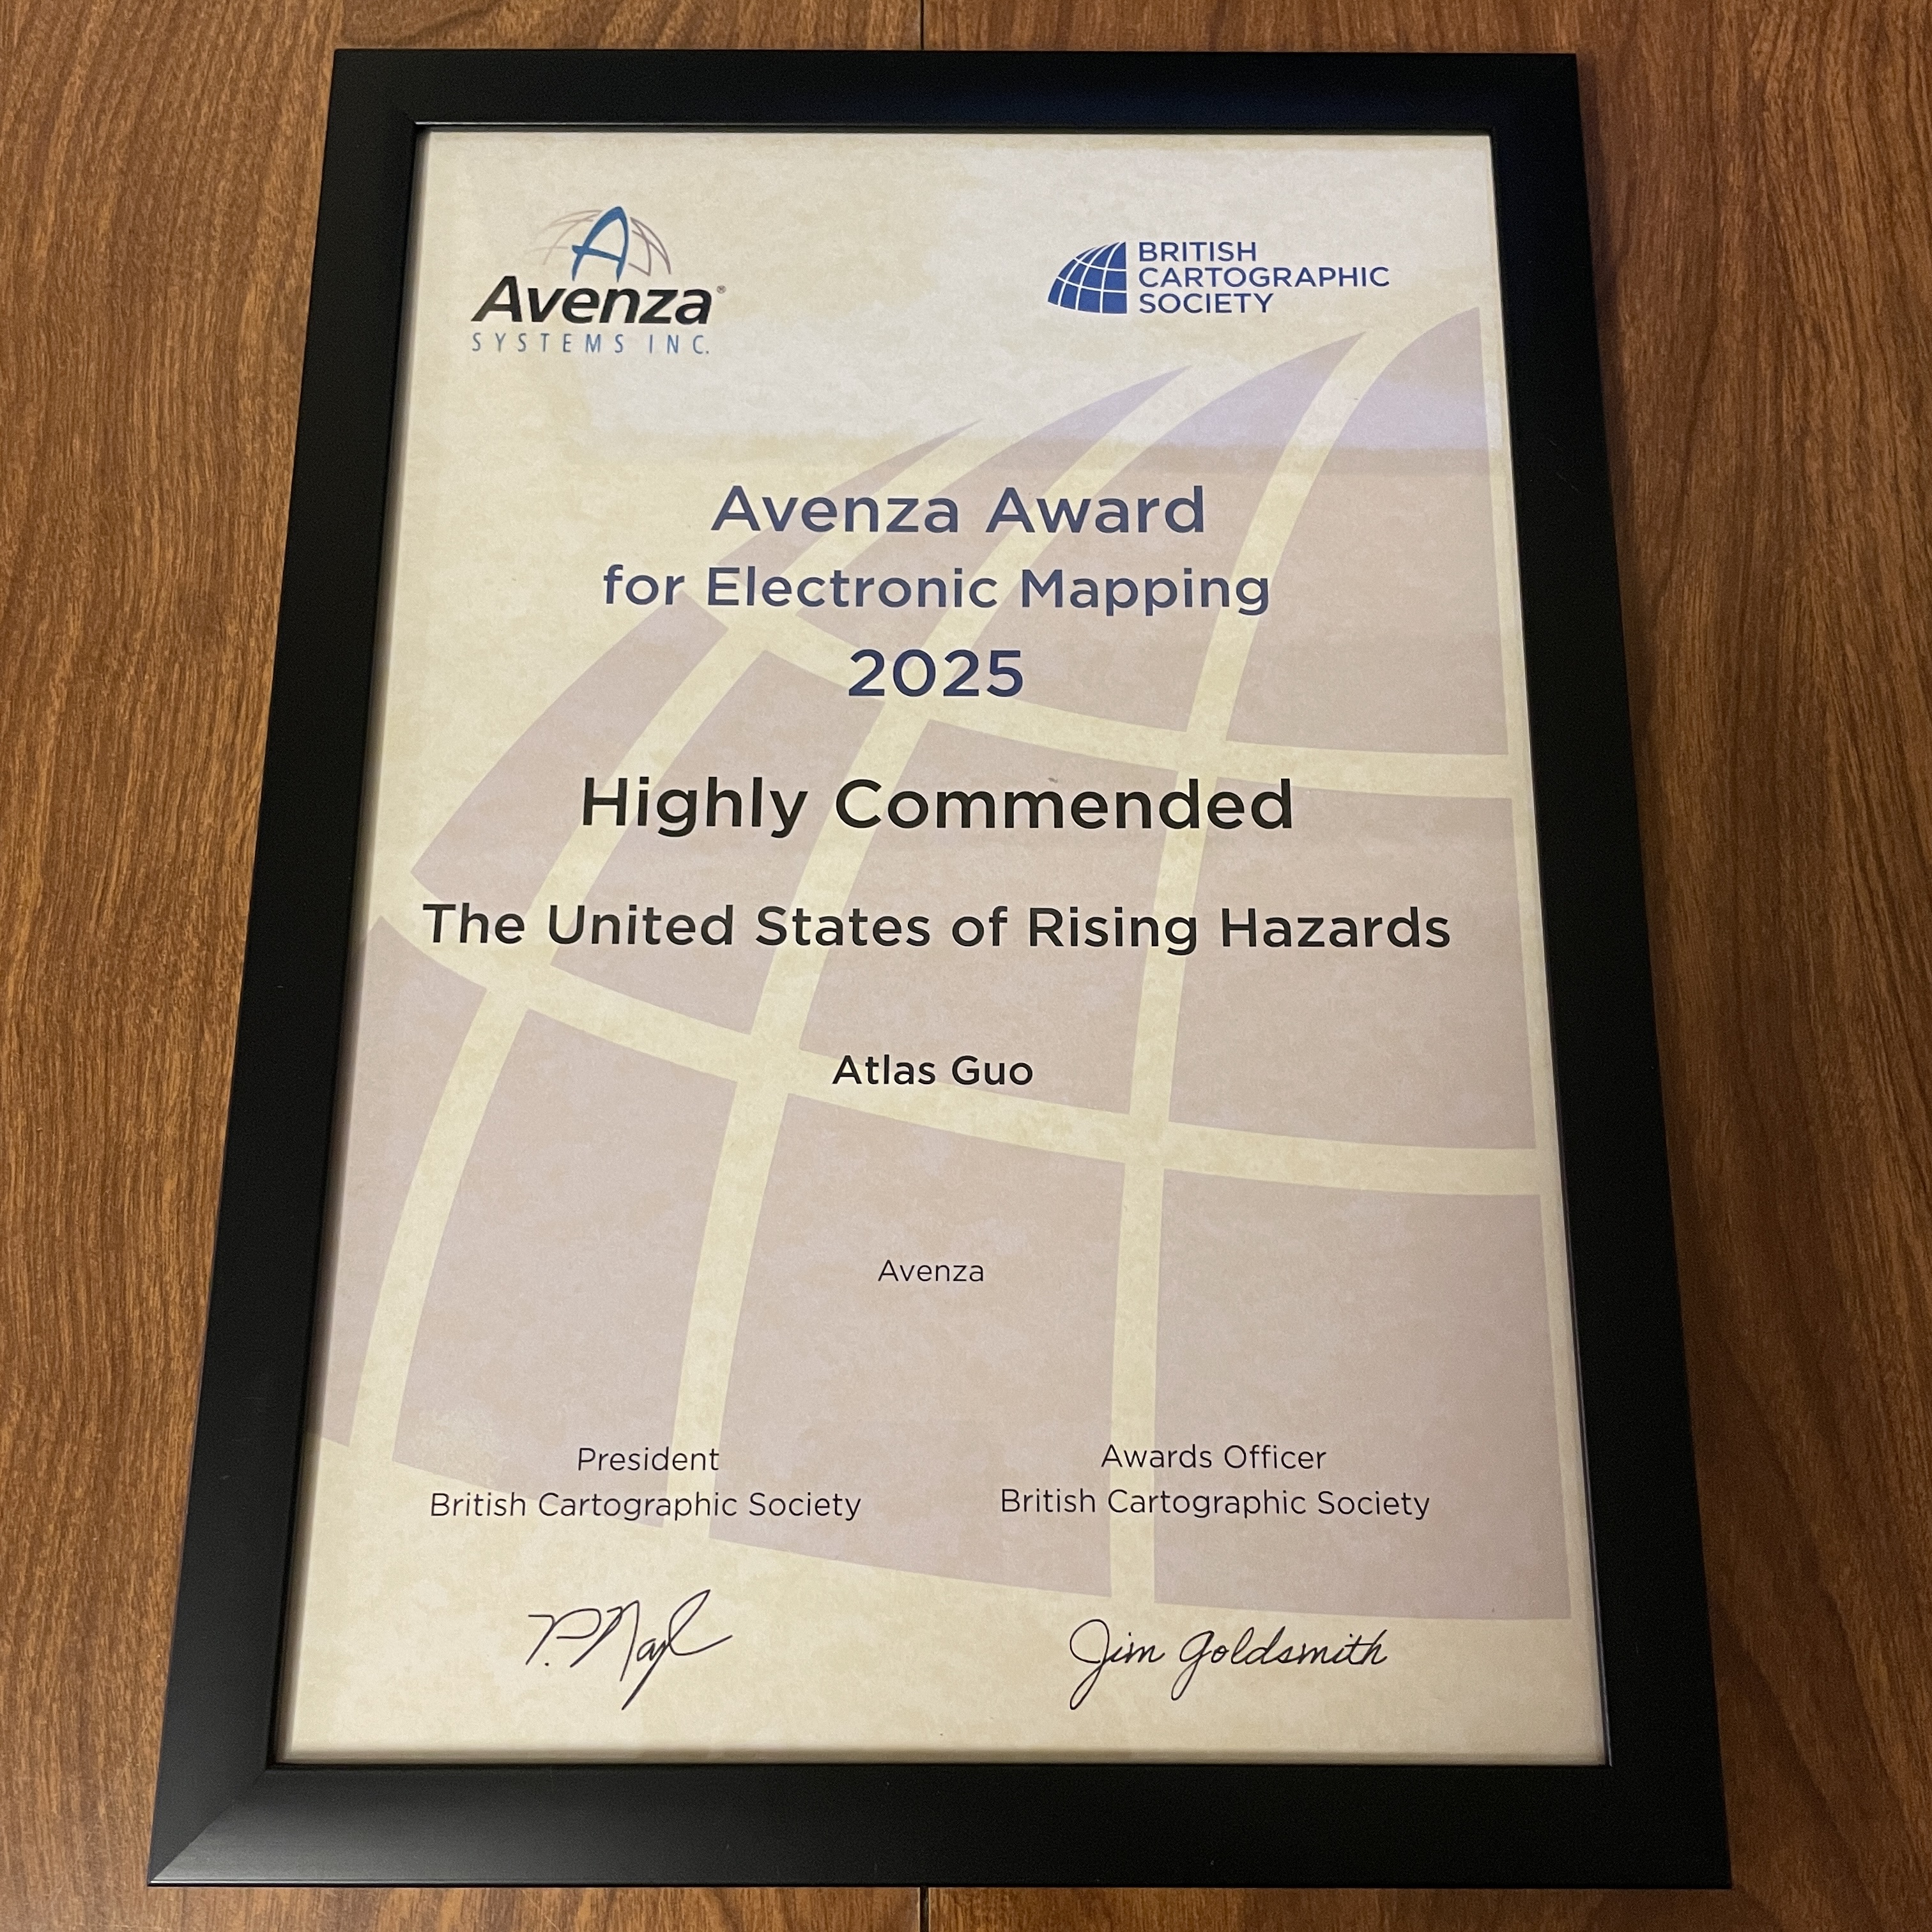 Avenza®
SYSTEMS INC.
BRITISH
CARTOGRAPHIC
SOCIETY
Avenza Award
for Electronic Mapping
2025
Highly Commended
The United States of Rising Hazards
Atlas Guo
Avenza
President
British Cartographic Society
Awards Officer
British Cartographic Society
Jim Goldsmith